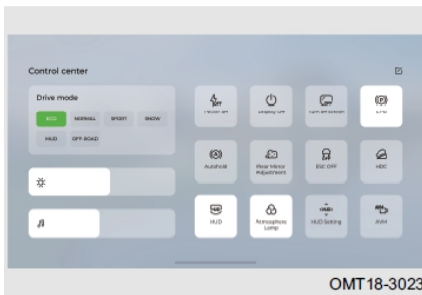 Control center
Drive mode
ECO NORMAL SPORT SNOW
MUD OFF-ROAD
Display Off
Autohold
Rear Mirror
Adjustment
ESC OFF
HDC
HUD
Atmosphere
Lamp
HUD Setting
AVM
OMT18-3023